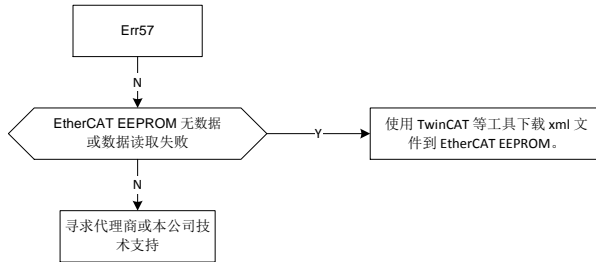 Err57
N
EtherCAT EEPROM 无数据
或数据读取失败
Y
使用 TwinCAT 等工具下载 xml 文
件到 EtherCAT EEPROM。
N
寻求代理商或本公司技
术支持